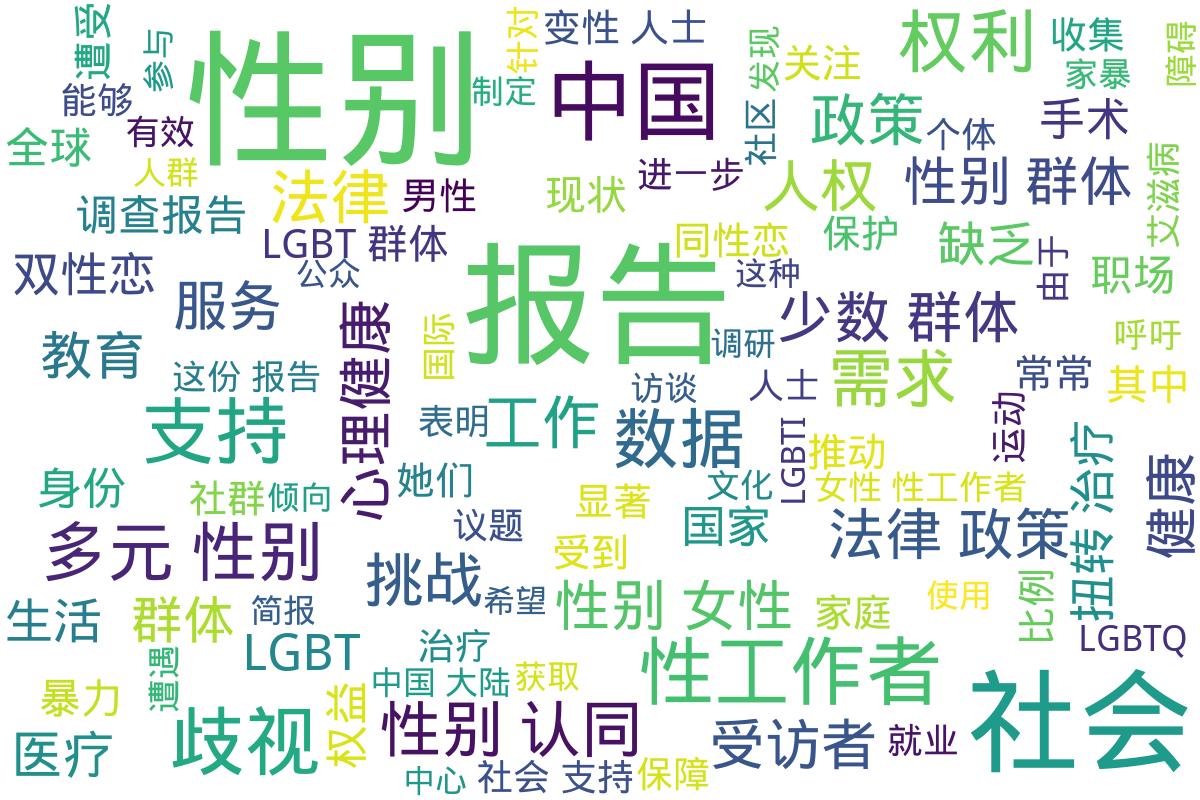 遭受
参与
能够
有效
全球
人群
性别
针对
变性 人士
制定
中国
发现
关注
社区
权利
收集
家暴
障碍
政策
个体
手术
调查报告
法律
男性
现状
进一步
人权
性别 群体
艾滋病
LGBT 群体
公众
双性恋
服务
报告
同性恋
保护
缺乏
由于
职场
这种
少数 群体
呼吁
教育
这份 报告
心理健康
国际
调研
需求
常常
其中
访谈
人士
支持
表明
工作
数据
LGBTI
推动
运动
扭转 治疗
健康
身份
社群
倾向
她们
显著
文化
女性 性工作者
议题
国家
法律 政策
多元 性别
挑战
受到
希望
性别 女性
家庭
使用
比例
生活
群体
简报
LGBT
治疗
性工作者
LGBTQ
社会
遭遇
中国 大陆
获取
暴力
权益
歧视
性别 认同
受访者
就业
医疗
中心
社会 支持
保障